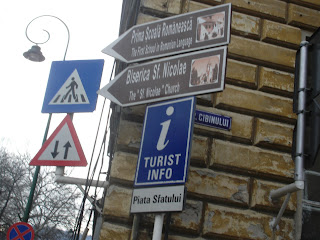 Prima Școală Românească
The First School in Romanian Language
Biserica Sf. Nicolae
The "St Nicolae" Church
CIBINULUI
i
TURIST
INFO
Piata Sfatului